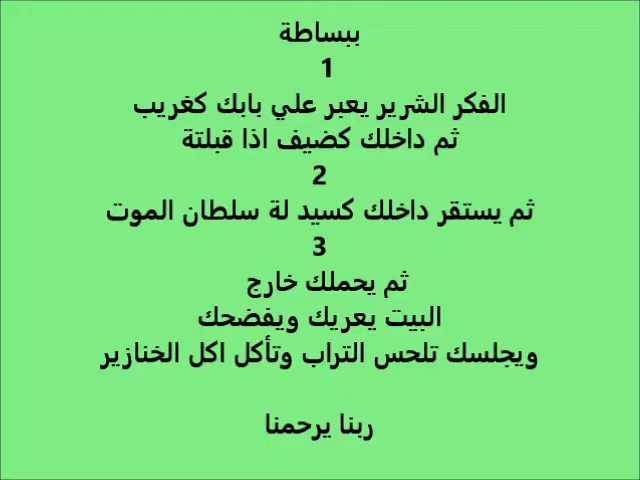 ببساطة
1
الفكر الشرير يعبر علي بابك كغريب
ثم داخلك كضيف اذا قبلتة
2
ثم يستقر داخلك كسيد لة سلطان الموت
3
ثم يحملك خارج
البيت يعريك ويفضحك
ويجلسك تلحس التراب وتأكل اكل الخنازير
ربنا يرحمنا